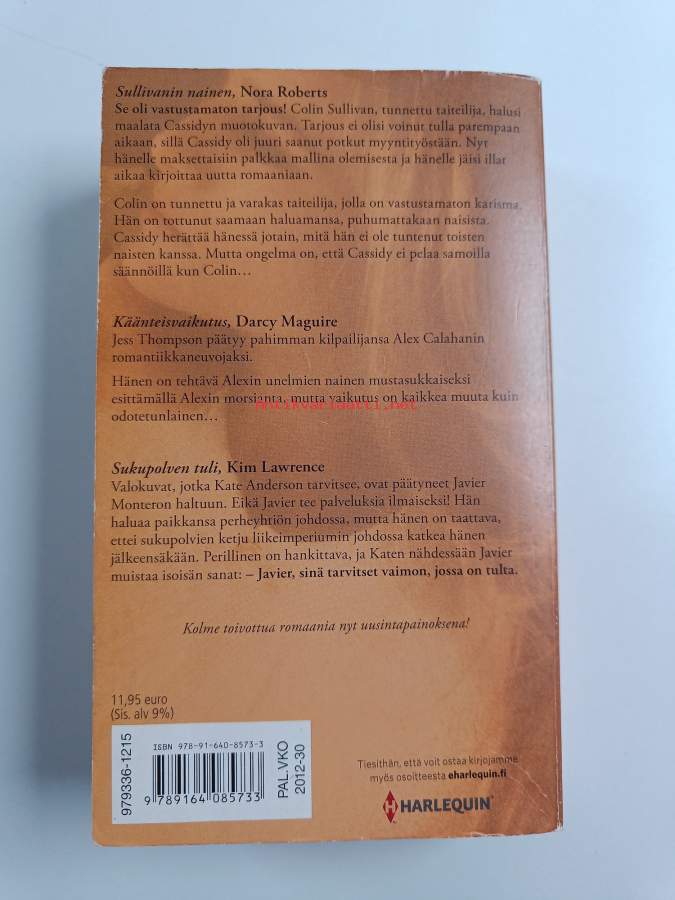 Sullivanin nainen, Nora Roberts
Se oli vastustamaton tarjous! Colin Sullivan, tunnettu taiteilija, halusi
maalata Cassidyn muotokuvan. Tarjous ei olisi voinut tulla parempaan
aikaan, sillä Cassidy oli juuri saanut potkut myyntityöstään. Nyt
hänelle maksettaisiin palkkaa mallina olemisesta ja hänelle jäisi illat
aikaa kirjoittaa uutta romaaniaan.
Colin on tunnettu ja varakas taiteilija, jolla on vastustamaton karisma.
Hän on tottunut saamaan haluamansa, puhumattakaan naisista.
Cassidy herättää hänessä jotain, mitä hän ei ole tuntenut toisten
naisten kanssa. Mutta ongelma on, että Cassidy ei pelaa samoilla
säännöillä kun Colin…
Käänteisvaikutus, Darcy Maguire
Jess Thompson päätyy pahimman kilpailijansa Alex Calahanin
romantiikkaneuvojaksi.
Hänen on tehtävä Alexin unelmien nainen mustasukkaiseksi
esittämällä Alexin morsianta, mutta vaikutus on kaikkea muuta kuin
Antikvariaatti.net
odotetunlainen…
Sukupolven tuli, Kim Lawrence
Valokuvat, jotka Kate Anderson tarvitsee, ovat päätyneet Javier
Monteron haltuun. Eikä Javier tee palveluksia ilmaiseksi! Hän
haluaa paikkansa perheyhtiön johdossa, mutta hänen on taattava,
ettei sukupolvien ketju liikeimperiumin johdossa katkea hänen
jälkeensäkään. Perillinen on hankittava, ja Katen nähdessään Javier
muistaa isoisän sanat: – Javier, sinä tarvitset vaimon, jossa on tulta.
Kolme toivottua romaania nyt uusintapainoksena!
11,95 euro
(Sis. alv 9%)
979336-1215
ISBN 978-91-640-8573-3
9 789164 085733
PAL.VKO
2012-30
Tiesithän, että voit ostaa kirjojamme
myös osoitteesta eharlequin.fi
H HARLEQUIN